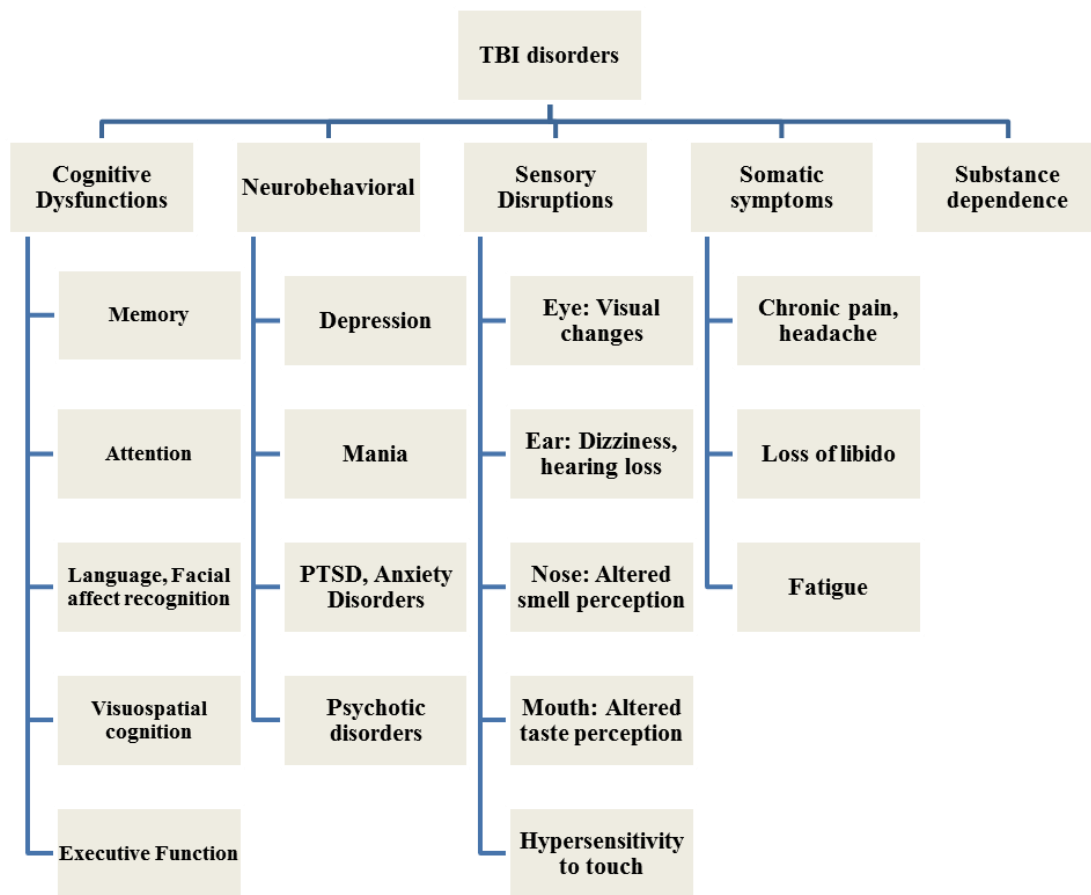 TBI disorders
Cognitive
Dysfunctions
Neurobehavioral
Sensory
Disruptions
Somatic
symptoms
Substance
dependence
Memory
Attention
Language, Facial
affect recognition
Visuospatial
cognition
Executive Function
Depression
Mania
PTSD, Anxiety
Disorders
Psychotic
disorders
Eye: Visual
changes
Ear: Dizziness,
hearing loss
Nose: Altered
smell perception
Mouth: Altered
taste perception
Hypersensitivity
to touch
Chronic pain,
headache
Loss of libido
Fatigue